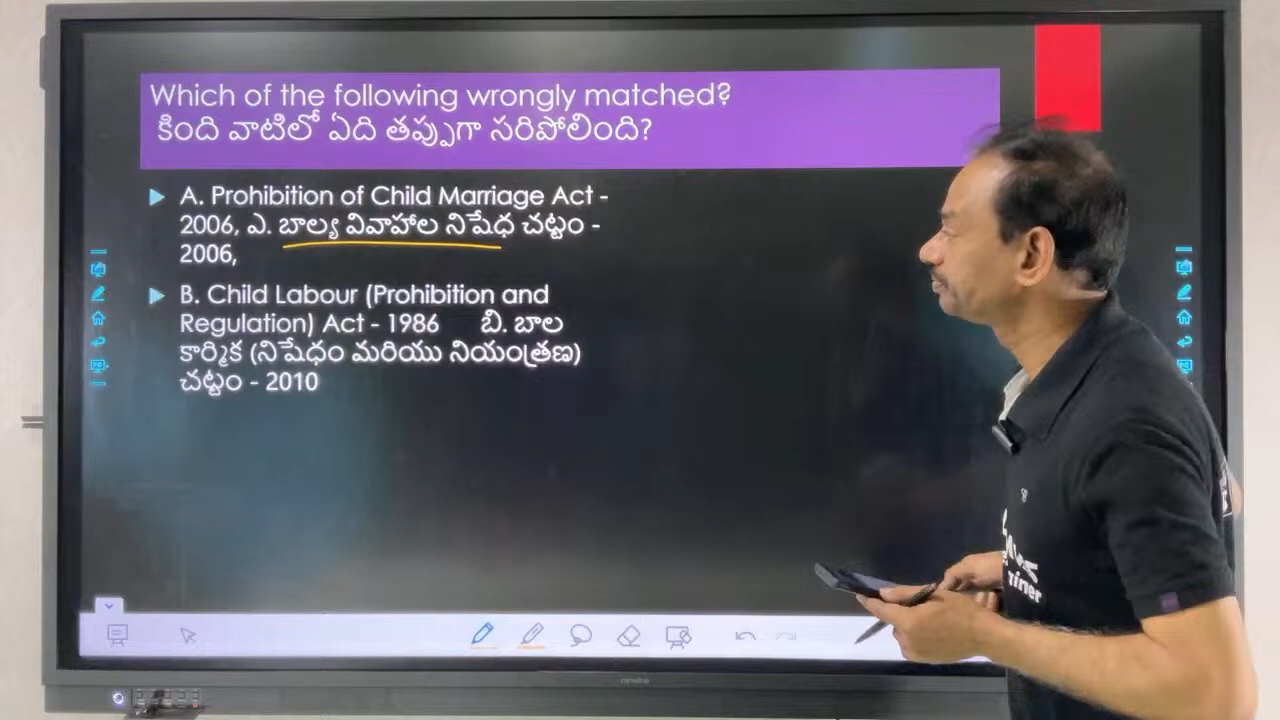 Which of the following wrongly matched?
కింది వాటిలో ఏది తప్పుగా సరిపోలింది?
A. Prohibition of Child Marriage Act -
2006, ఎ. బాల్య వివాహాల నిషేధ చట్టం -
2006,
B. Child Labour (Prohibition and
Regulation) Act - 1986 బి. బాల
కార్మిక (నిషేధం మరియు నియంత్రణ)
చట్టం - 2010